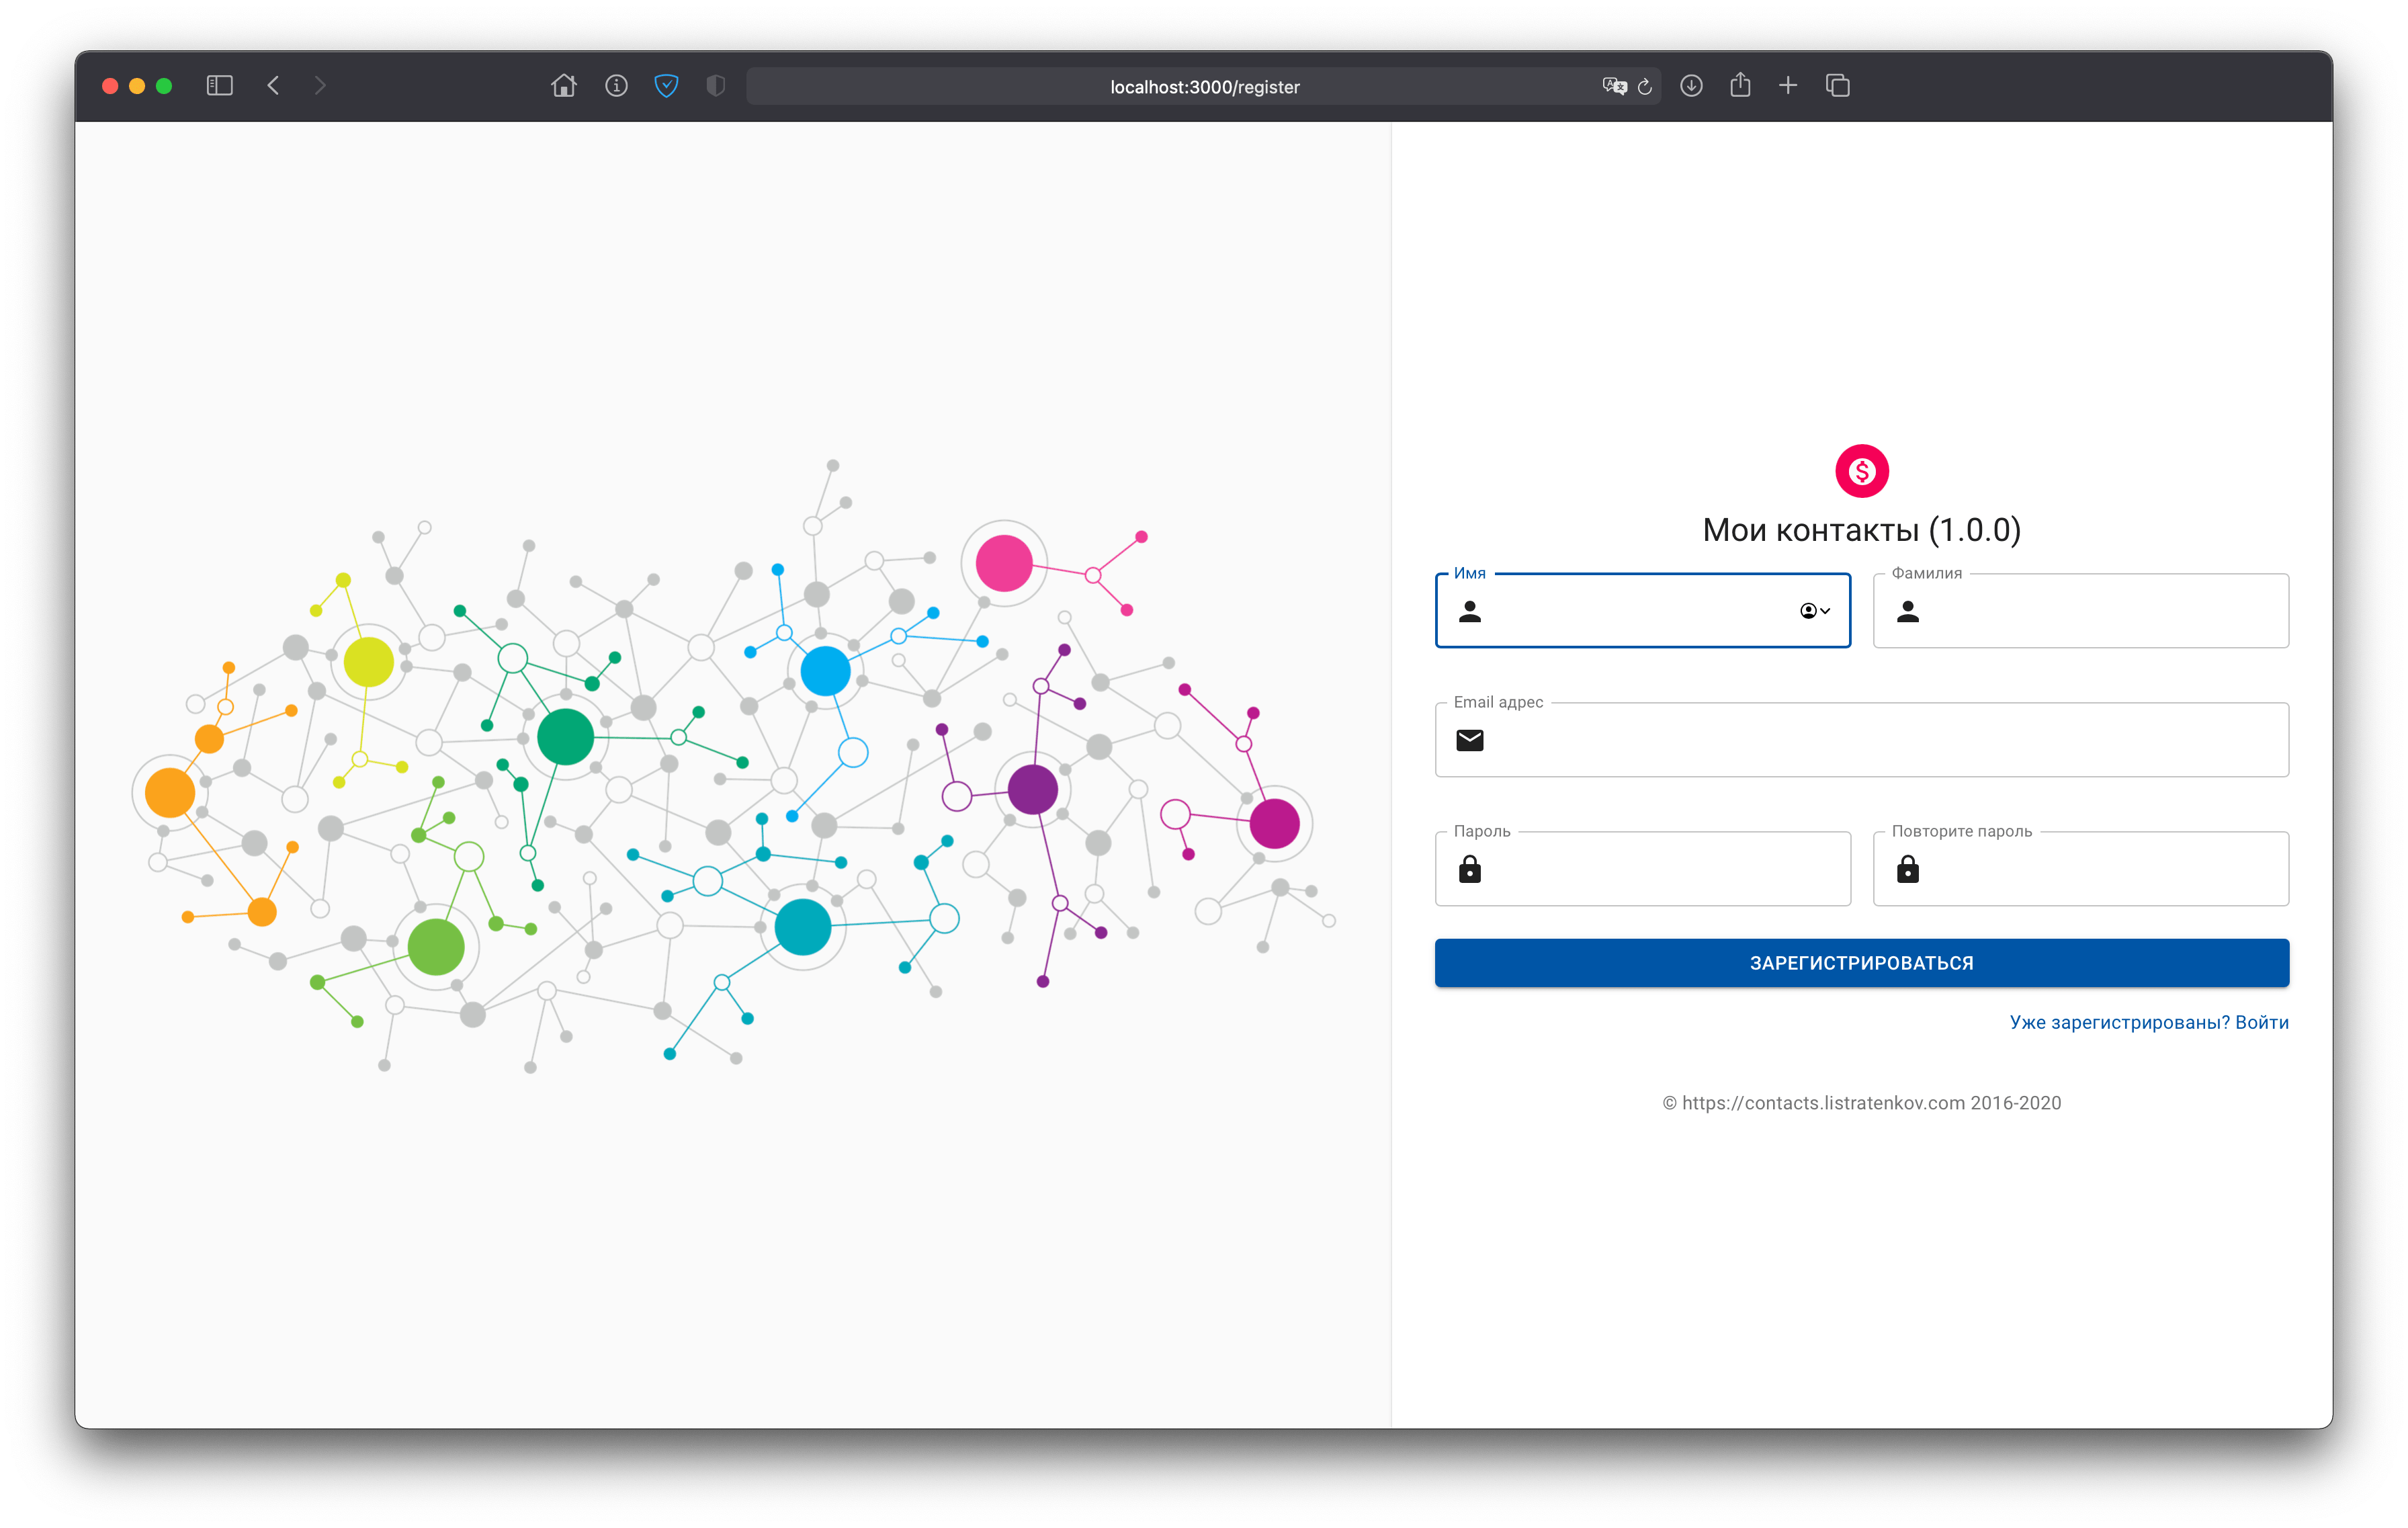 localhost:3000/register
Мои контакты (1.0.0)
Имя
Фамилия
Email адрес
Пароль
Повторите пароль
ЗАРЕГИСТРИРОВАТЬСЯ
Уже зарегистрированы? Войти
© https://contacts.listratenkov.com 2016-2020